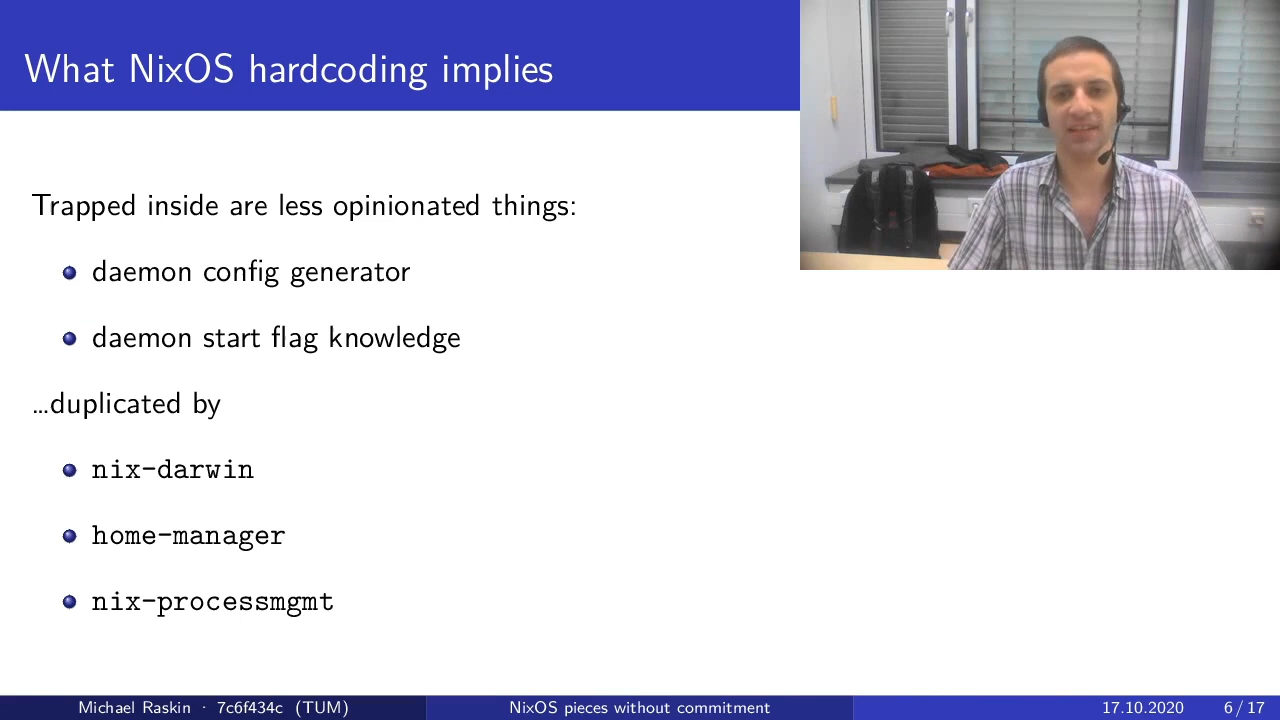 What NixOS hardcoding implies
Trapped inside are less opinionated things:
daemon config generator
daemon start flag knowledge
…duplicated by
nix-darwin
home-manager
nix-processmgmt
Michael Raskin · 7c6f434c (TUM)
NixOS pieces without commitment
17.10.2020
6 / 17